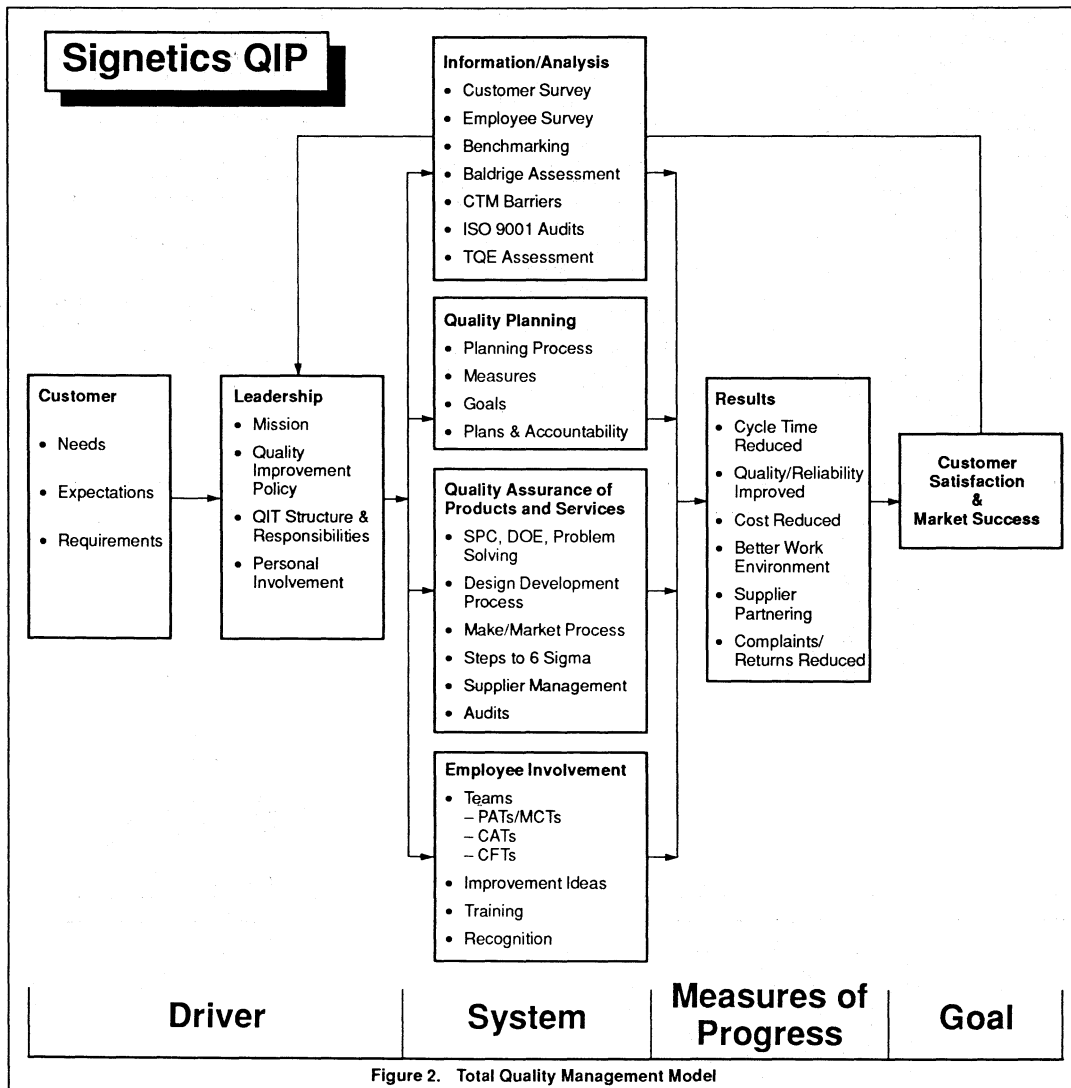 Signetics QIP
Information/Analysis
• Customer Survey
• Employee Survey
• Benchmarking
• Baldrige Assessment
• CTM Barriers
• ISO 9001 Audits
• TQE Assessment
Quality Planning
• Planning Process
• Measures
• Goals
• Plans & Accountability
Customer
• Needs
• Expectations
• Requirements
Leadership
• Mission
• Quality
Improvement
Policy
• QIT Structure &
Responsibilities
• Personal
Involvement
Quality Assurance of
Products and Services
• SPC, DOE, Problem
Solving
• Design Development
Process
• Make/Market Process
• Steps to 6 Sigma
• Supplier Management
• Audits
Employee Involvement
• Teams
– PATs/MCTs
– CATs
– CFTs
• Improvement Ideas
• Training
• Recognition
Results
• Cycle Time
Reduced
• Quality/Reliability
Improved
• Cost Reduced
• Better Work
Environment
• Supplier
Partnering
• Complaints/
Returns Reduced
Customer
Satisfaction
&
Market Success
Driver
System
Measures of
Progress
Goal
Figure 2. Total Quality Management Model